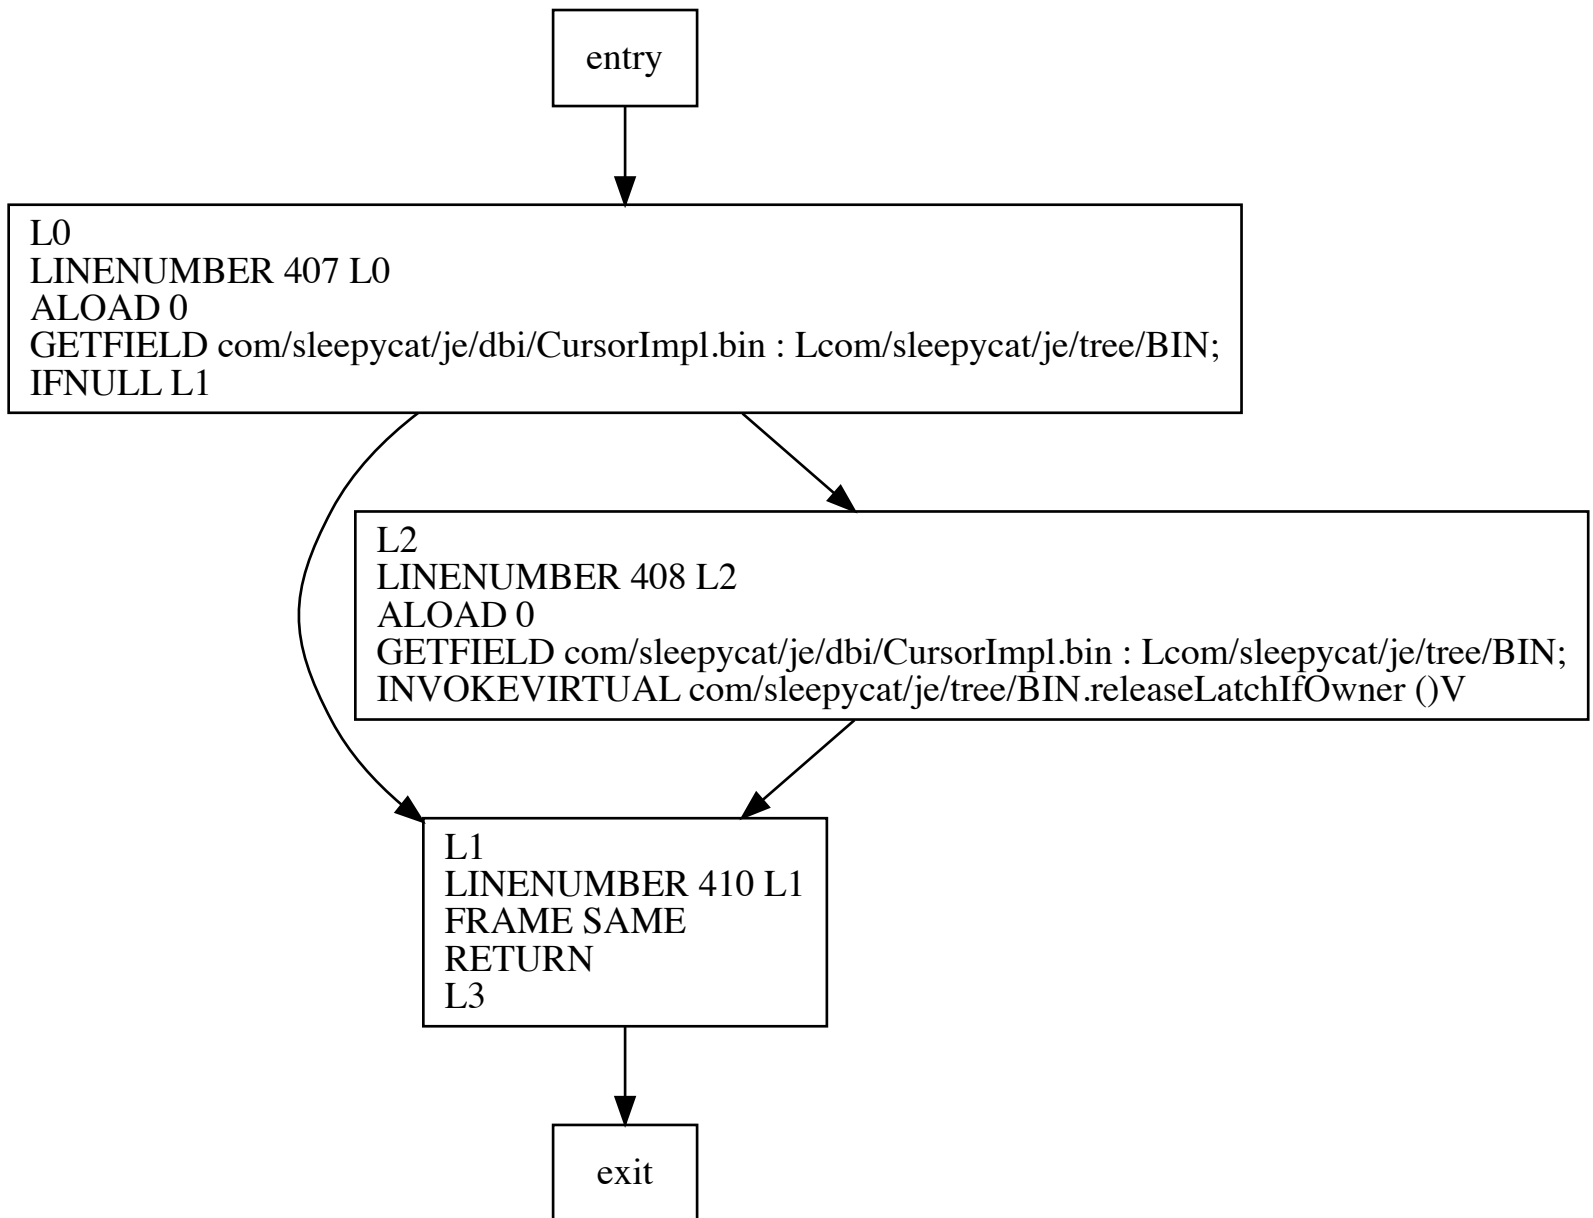 entry
L0
LINENUMBER 407 L0
ALOAD 0
GETFIELD com/sleepycat/je/dbi/CursorImpl.bin : Lcom/sleepycat/je/tree/BIN;
IFNULL L1
L2
LINENUMBER 408 L2
ALOAD 0
GETFIELD com/sleepycat/je/dbi/CursorImpl.bin : Lcom/sleepycat/je/tree/BIN;
INVOKEVIRTUAL com/sleepycat/je/tree/BIN.releaseLatchIfOwner ()V
L1
LINENUMBER 410 L1
FRAME SAME
RETURN
L3
exit